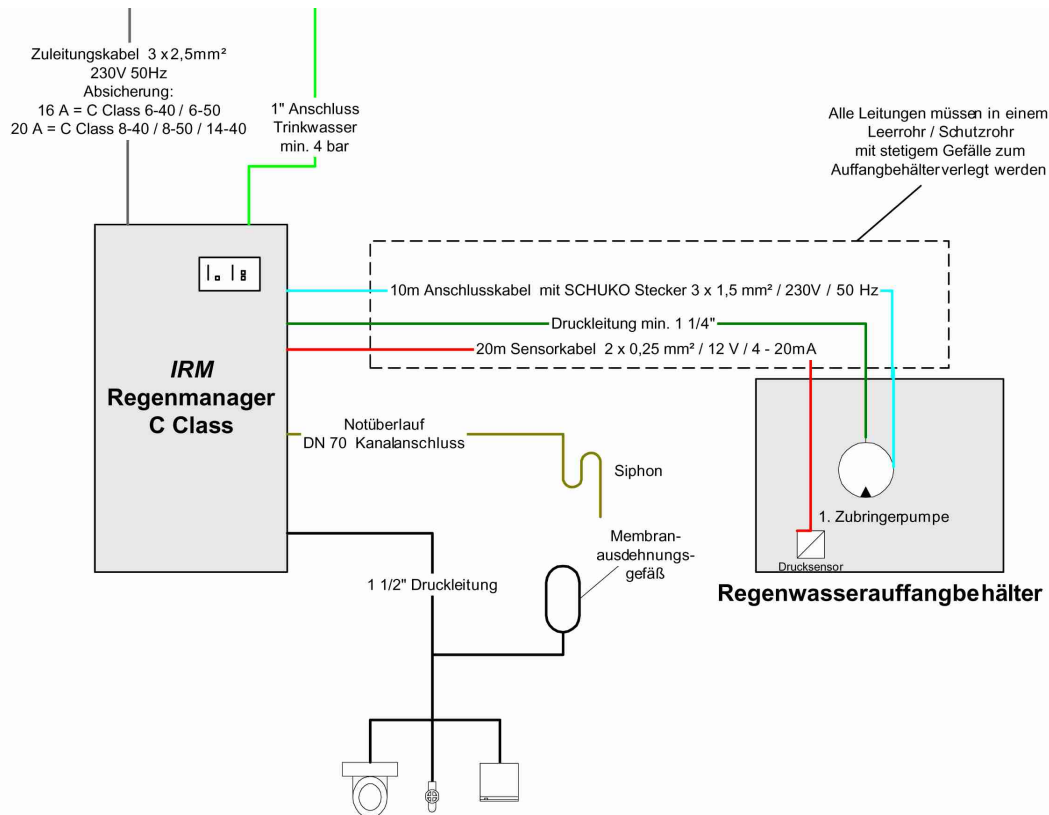 Zuleitungskabel 3 x 2,5mm²
230V 50Hz
Absicherung:
16 A = C Class 6-40 / 6-50
20 A = C Class 8-40 / 8-50 / 14-40
1" Anschluss
Trinkwasser
min. 4 bar
Alle Leitungen müssen in einem
Leerrohr / Schutzrohr
mit stetigem Gefälle zum
Auffangbehälter verlegt werden
10m Anschlusskabel mit SCHUKO Stecker 3 x 1,5 mm² / 230V / 50 Hz
Druckleitung min. 1 1/4"
20m Sensorkabel 2 x 0,25 mm² / 12 V / 4 - 20mA
IRM
Regenmanager
C Class
Notüberlauf
DN 70 Kanalanschluss
Siphon
1. Zubringerpumpe
Drucksensor
Regenwasserauffangbehälter
Membran-
ausdehnungs-
gefäß
1 1/2" Druckleitung